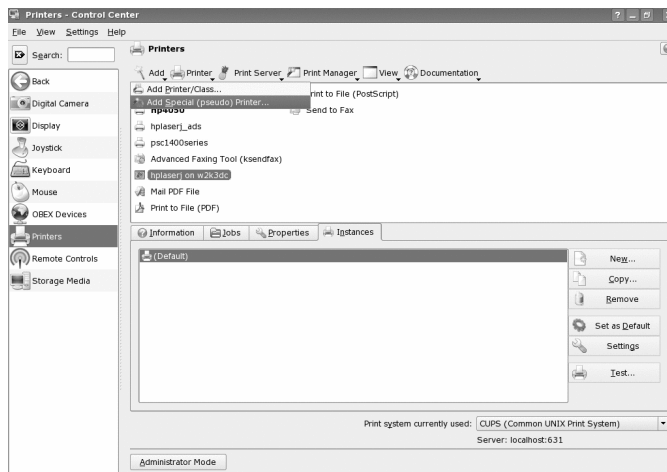 Printers - Control Center
File View Settings Help
Search:
Back
Digital Camera
Display
Joystick
Keyboard
Mouse
OBEX Devices
Printers
Remote Controls
Storage Media
Printers
Add Printer Print Server Print Manager View Documentation
Add Printer/Class...
Add Special (pseudo) Printer...
Print to File (PostScript)
hp4050
Send to Fax
hplaserj_ads
psc1400series
Advanced Faxing Tool (ksendfax)
hplaserj on w2k3dc
Mail PDF File
Print to File (PDF)
Information Jobs Properties Instances
(Default)
New...
Copy...
Remove
Set as Default
Settings
Test...
Print system currently used: CUPS (Common UNIX Print System)
Server: localhost:631
Administrator Mode